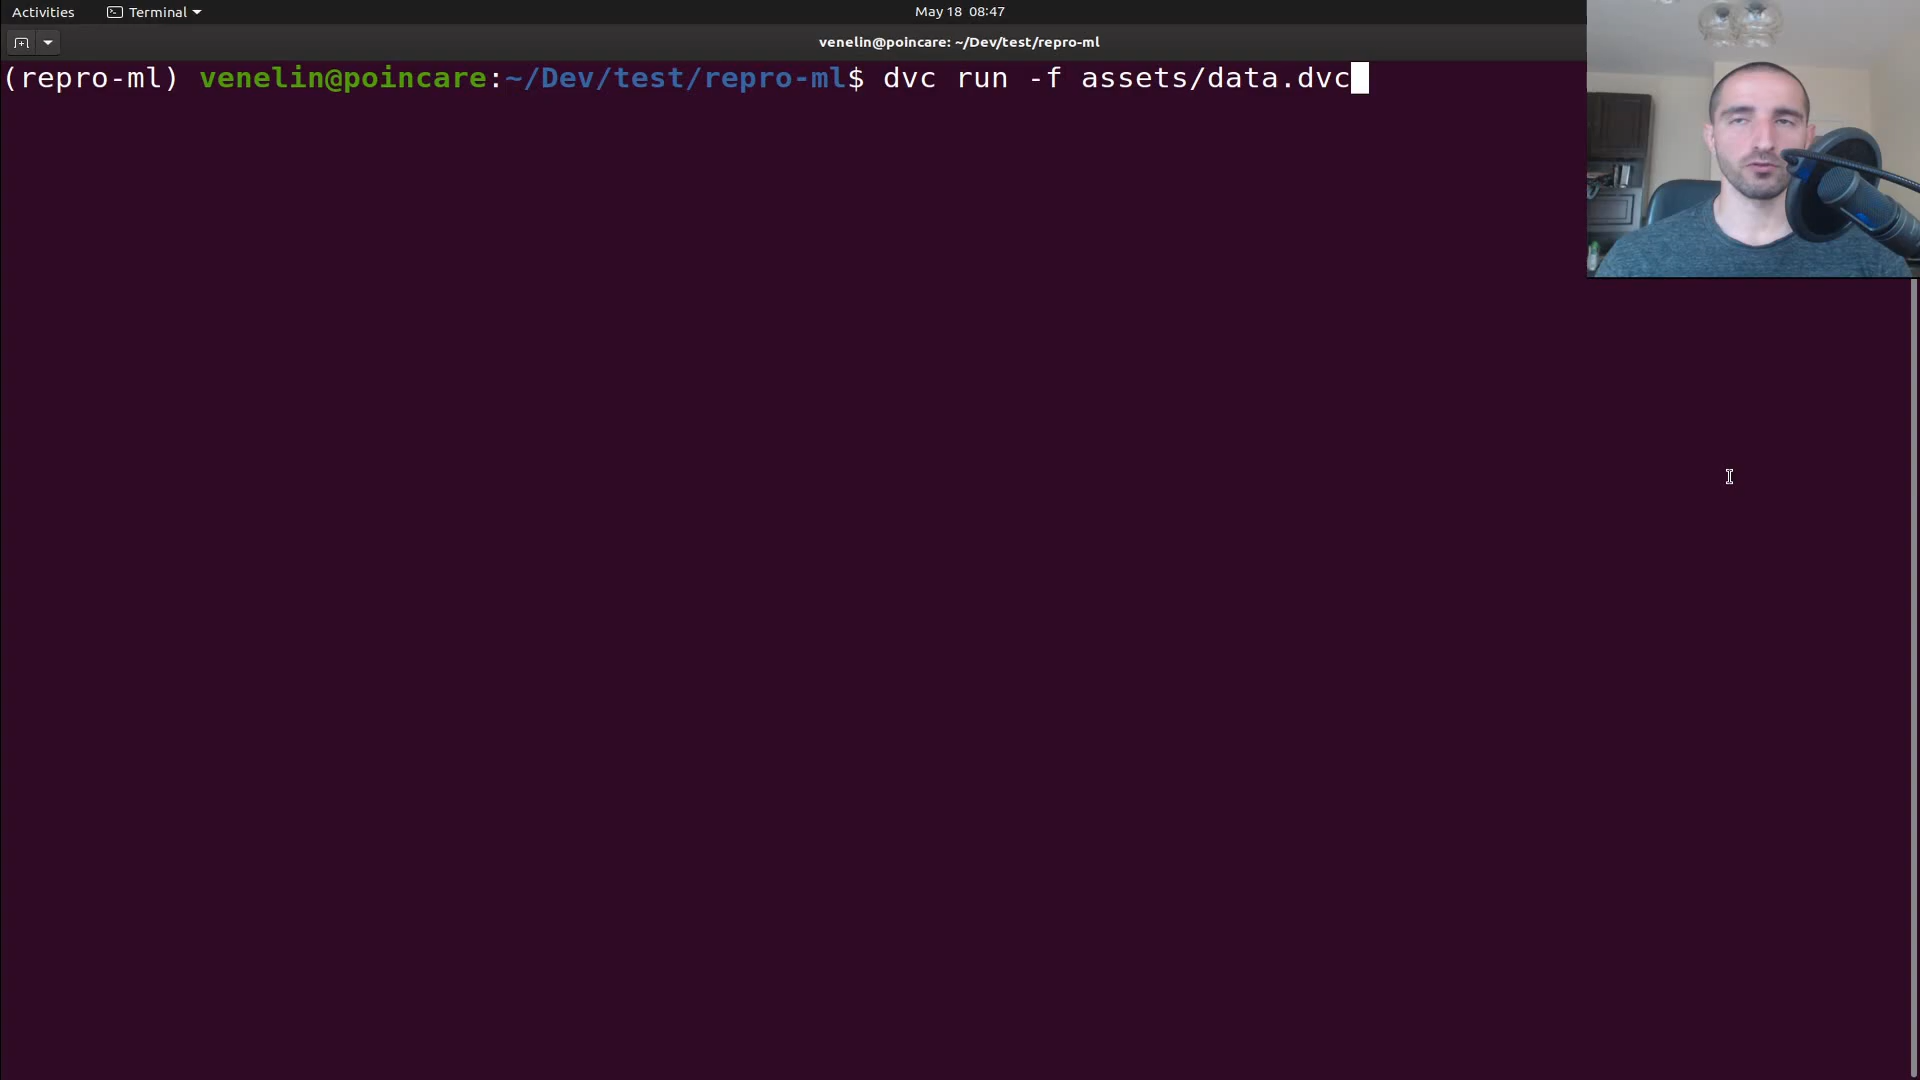 Activities Terminal May 18 08:47
venelin@poincare: ~/Dev/test/repro-ml
(repro-ml) venelin@poincare:~/Dev/test/repro-ml$ dvc run -f assets/data.dvc